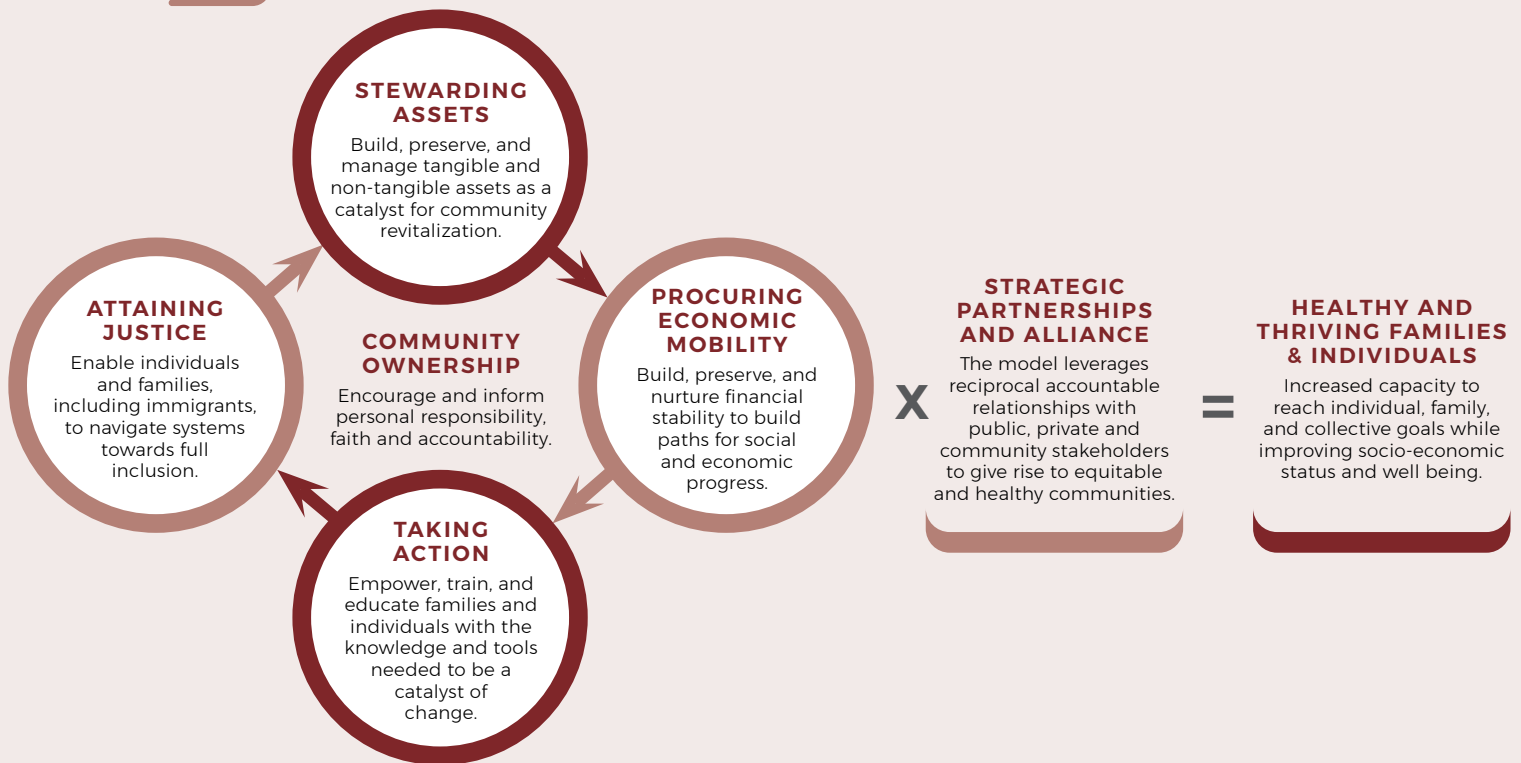 STEWARDING
ASSETS
Build, preserve, and
manage tangible and
non-tangible assets as a
catalyst for community
revitalization.
ATTAINING
JUSTICE
Enable individuals
and families,
including immigrants,
to navigate systems
towards full
inclusion.
COMMUNITY
OWNERSHIP
Encourage and inform
personal responsibility,
faith and accountability.
PROCURING
ECONOMIC
MOBILITY
Build, preserve, and
nurture financial
stability to build
paths for social
and economic
progress.
TAKING
ACTION
Empower, train, and
educate families and
individuals with the
knowledge and tools
needed to be a
catalyst of
change.
X
STRATEGIC
PARTNERSHIPS
AND ALLIANCE
The model leverages
reciprocal accountable
relationships with
public, private and
community stakeholders
to give rise to equitable
and healthy communities.
=
HEALTHY AND
THRIVING FAMILIES
& INDIVIDUALS
Increased capacity to
reach individual, family,
and collective goals while
improving socio-economic
status and well being.